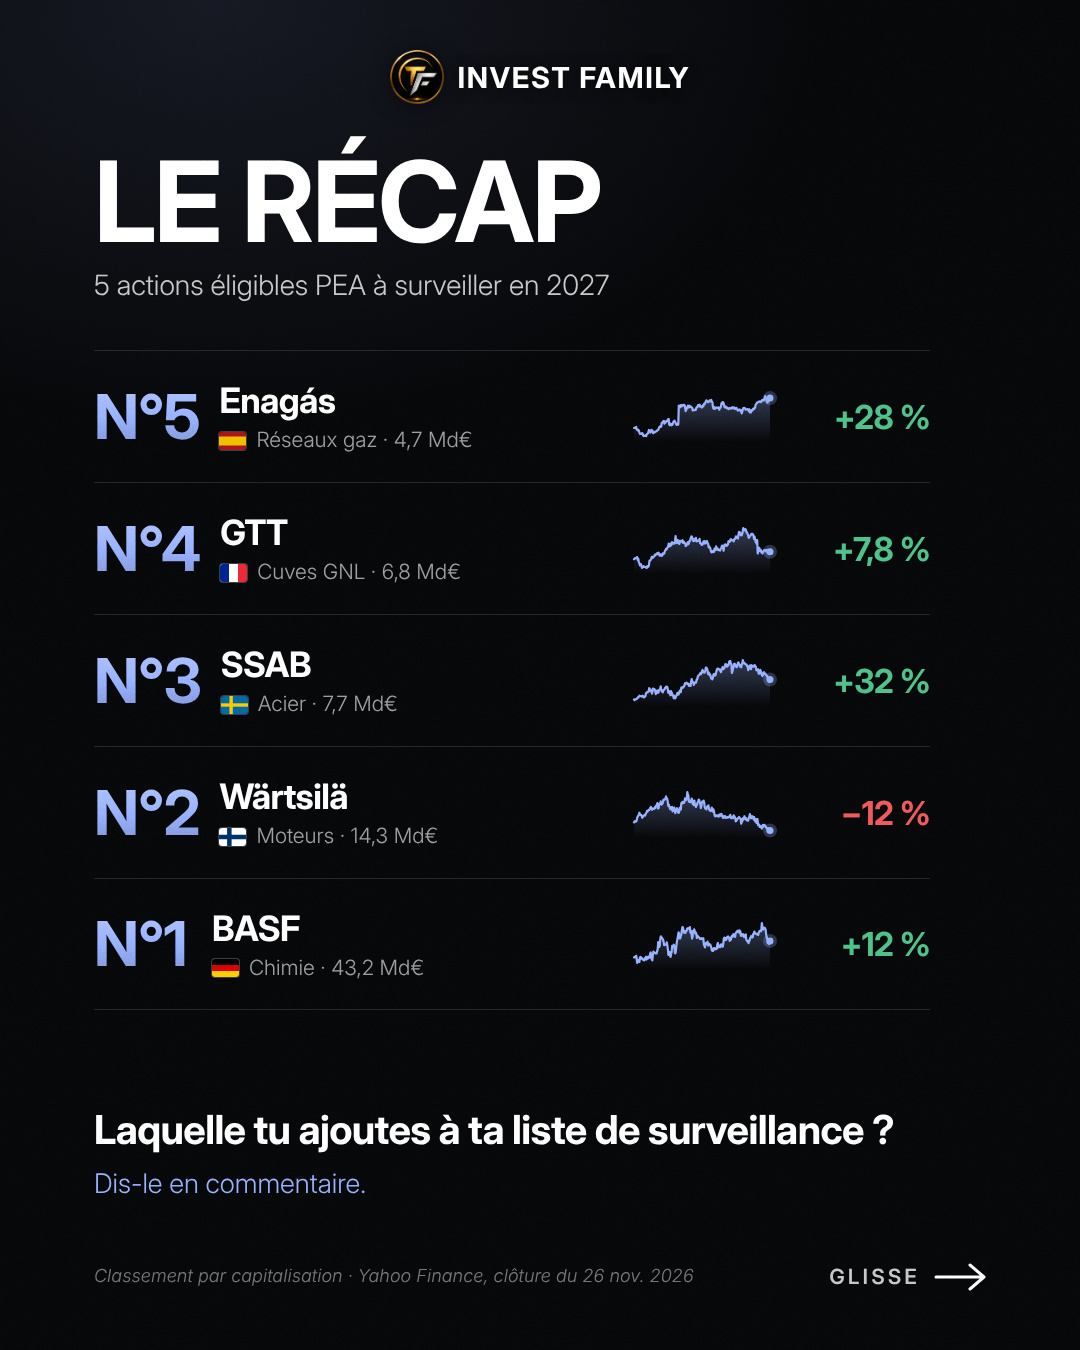 TF INVEST FAMILY
LE RÉCAP
5 actions éligibles PEA à surveiller en 2027
N°5 Enagás
Réseaux gaz · 4,7 Md€
+28 %
N°4 GTT
Cuves GNL · 6,8 Md€
+7,8 %
N°3 SSAB
Acier · 7,7 Md€
+32 %
N°2 Wärtsilä
Moteurs · 14,3 Md€
−12 %
N°1 BASF
Chimie · 43,2 Md€
+12 %
Laquelle tu ajoutes à ta liste de surveillance ?
Dis-le en commentaire.
Classement par capitalisation · Yahoo Finance, clôture du 26 nov. 2026
GLISSE